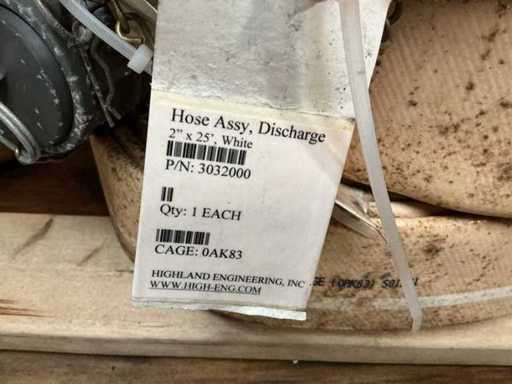 Hose Assy, Discharge
2" x 25', White
P/N: 3032000
Qty: 1 EACH
CAGE: 0AK83
HIGHLAND ENGINEERING, INC
WWW.HIGH-ENG.COM
(0AK83)